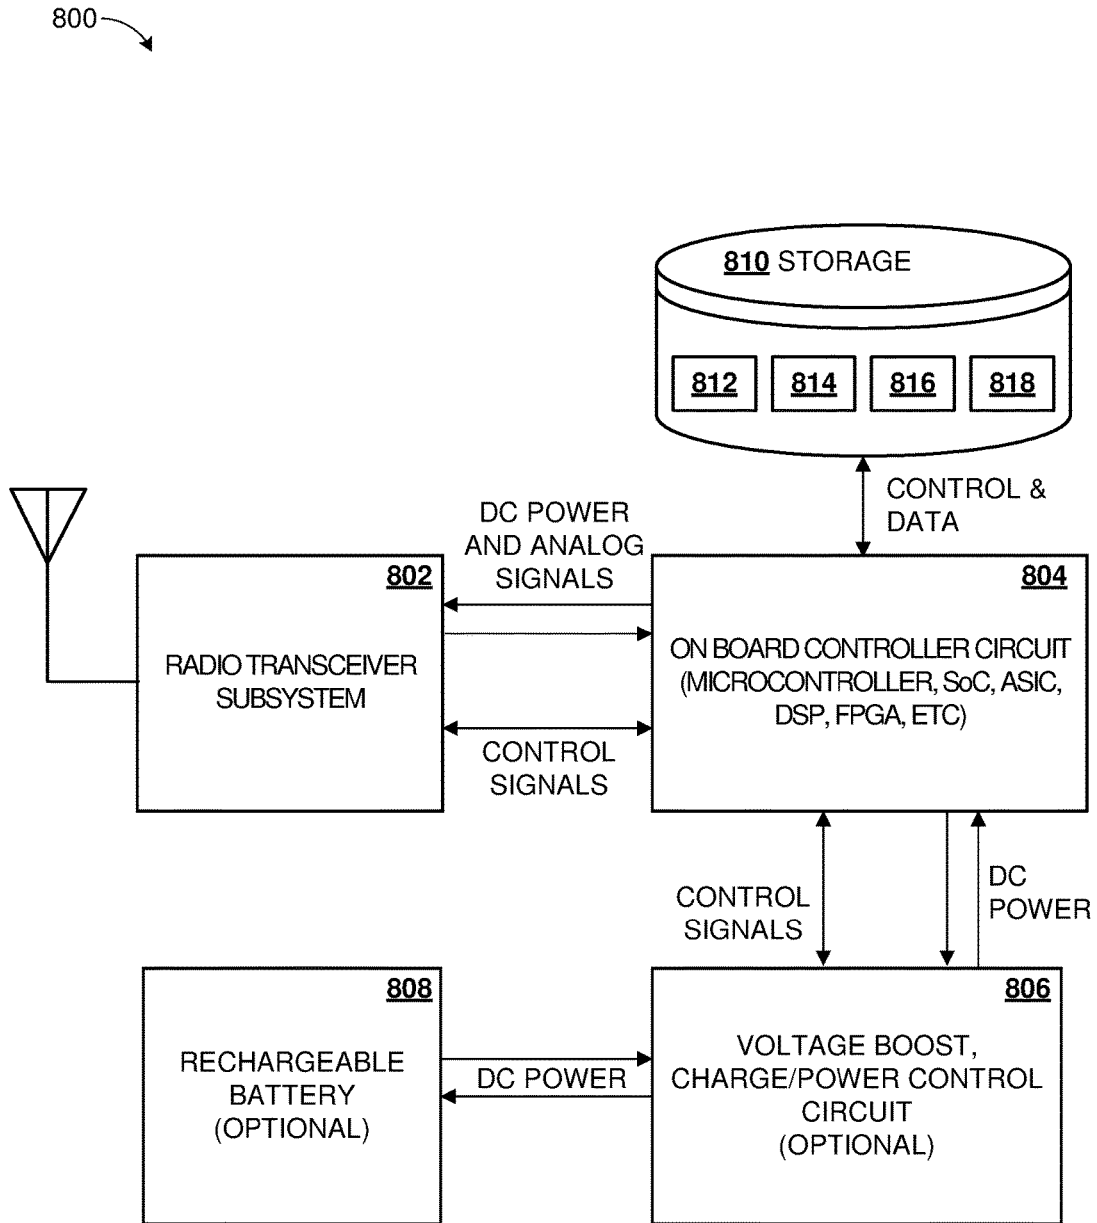 800
810 STORAGE
812 814 816 818
CONTROL &
DATA
DC POWER
AND ANALOG
SIGNALS
802
RADIO TRANSCEIVER
SUBSYSTEM
804
ON BOARD CONTROLLER CIRCUIT
(MICROCONTROLLER, SoC, ASIC,
DSP, FPGA, ETC)
CONTROL
SIGNALS
CONTROL
SIGNALS
DC
POWER
808
RECHARGEABLE
BATTERY
(OPTIONAL)
DC POWER
806
VOLTAGE BOOST,
CHARGE/POWER CONTROL
CIRCUIT
(OPTIONAL)